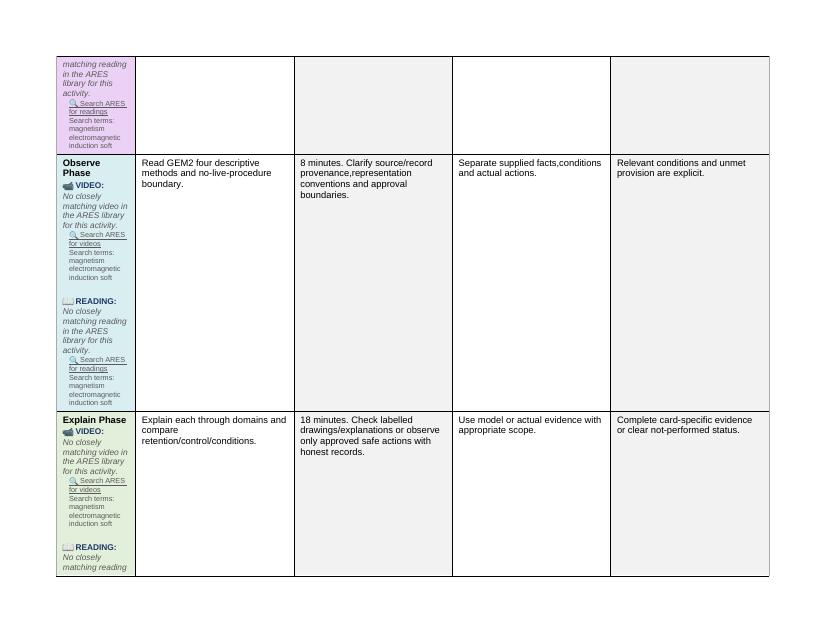 matching reading
in the ARES
library for this
activity.
🔍 Search ARES
for readings
Search terms:
magnetism
electromagnetic
induction soft
Observe
Phase
📹 VIDEO:
No closely
matching video in
the ARES library
for this activity.
🔍 Search ARES
for videos
Search terms:
magnetism
electromagnetic
induction soft
📖 READING:
No closely
matching reading
in the ARES
library for this
activity.
🔍 Search ARES
for readings
Search terms:
magnetism
electromagnetic
induction soft
Read GEM2 four descriptive
methods and no-live-procedure
boundary.
8 minutes. Clarify source/record
provenance,representation
conventions and approval
boundaries.
Separate supplied facts,conditions
and actual actions.
Relevant conditions and unmet
provision are explicit.
Explain Phase
📹 VIDEO:
No closely
matching video in
the ARES library
for this activity.
🔍 Search ARES
for videos
Search terms:
magnetism
electromagnetic
induction soft
📖 READING:
No closely
matching reading
Explain each through domains and
compare
retention/control/conditions.
18 minutes. Check labelled
drawings/explanations or observe
only approved safe actions with
honest records.
Use model or actual evidence with
appropriate scope.
Complete card-specific evidence
or clear not-performed status.